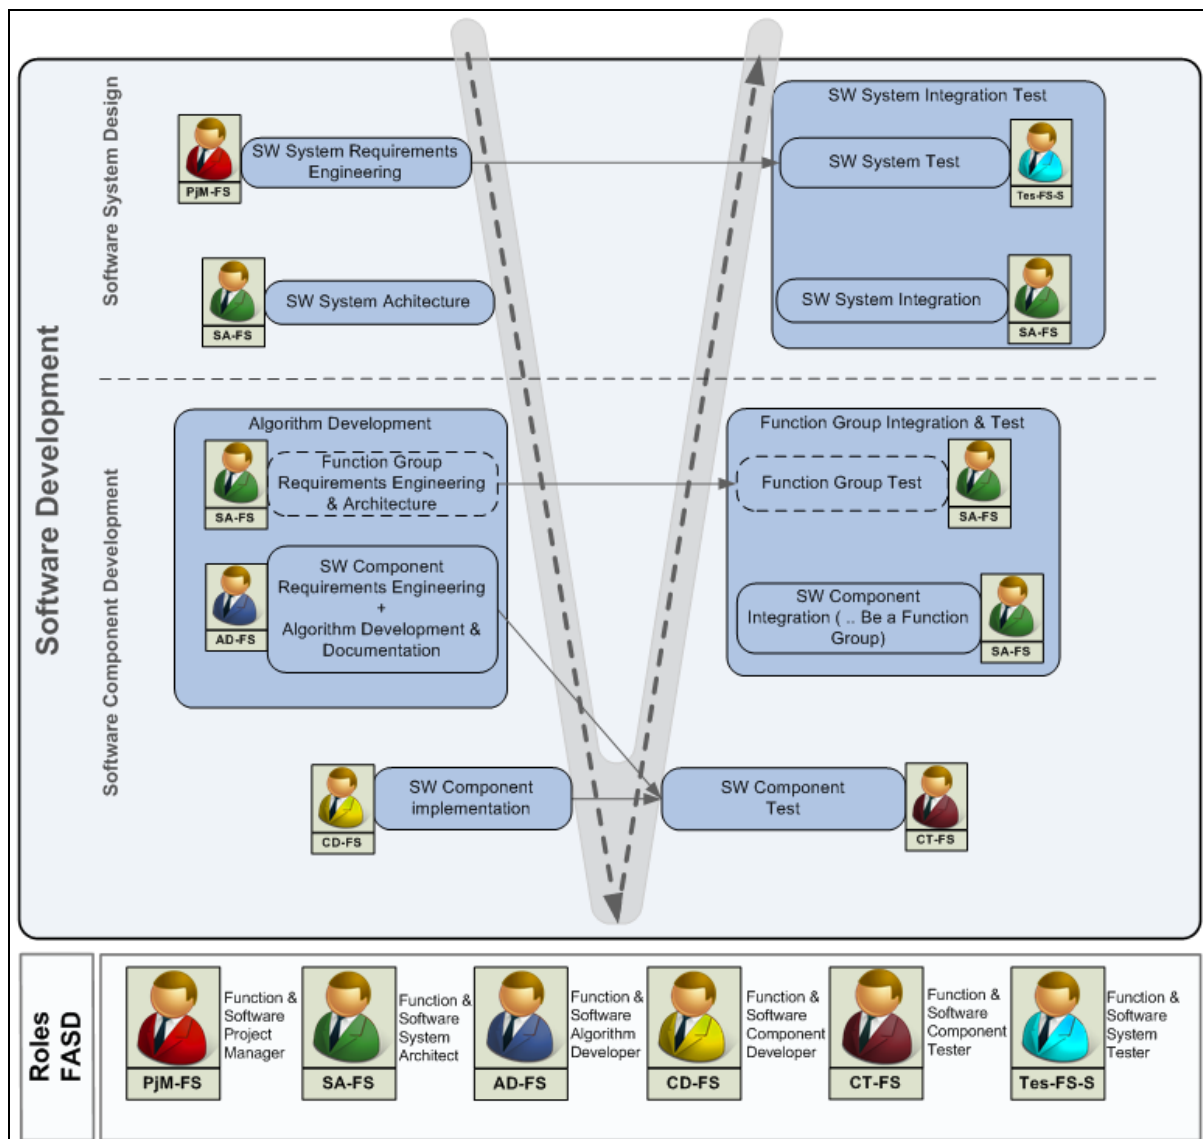 Software Development
Software System Design
PjM-FS
SW System Requirements
Engineering
SA-FS
SW System Achitecture
SW System Integration Test
SW System Test
Tes-FS-S
SW System Integration
SA-FS
Software Component Development
Algorithm Development
SA-FS
Function Group
Requirements Engineering
& Architecture
AD-FS
SW Component
Requirements Engineering
+
Algorithm Development &
Documentation
Function Group Integration & Test
Function Group Test
SA-FS
SW Component
Integration ( .. Be a Function
Group)
SA-FS
CD-FS
SW Component
implementation
SW Component
Test
CT-FS
Roles
FASD
PjM-FS
Function &
Software
Project
Manager
SA-FS
Function &
Software
System
Architect
AD-FS
Function &
Software
Algorithm
Developer
CD-FS
Function &
Software
Component
Developer
CT-FS
Function &
Software
Component
Tester
Tes-FS-S
Function &
Software
System
Tester